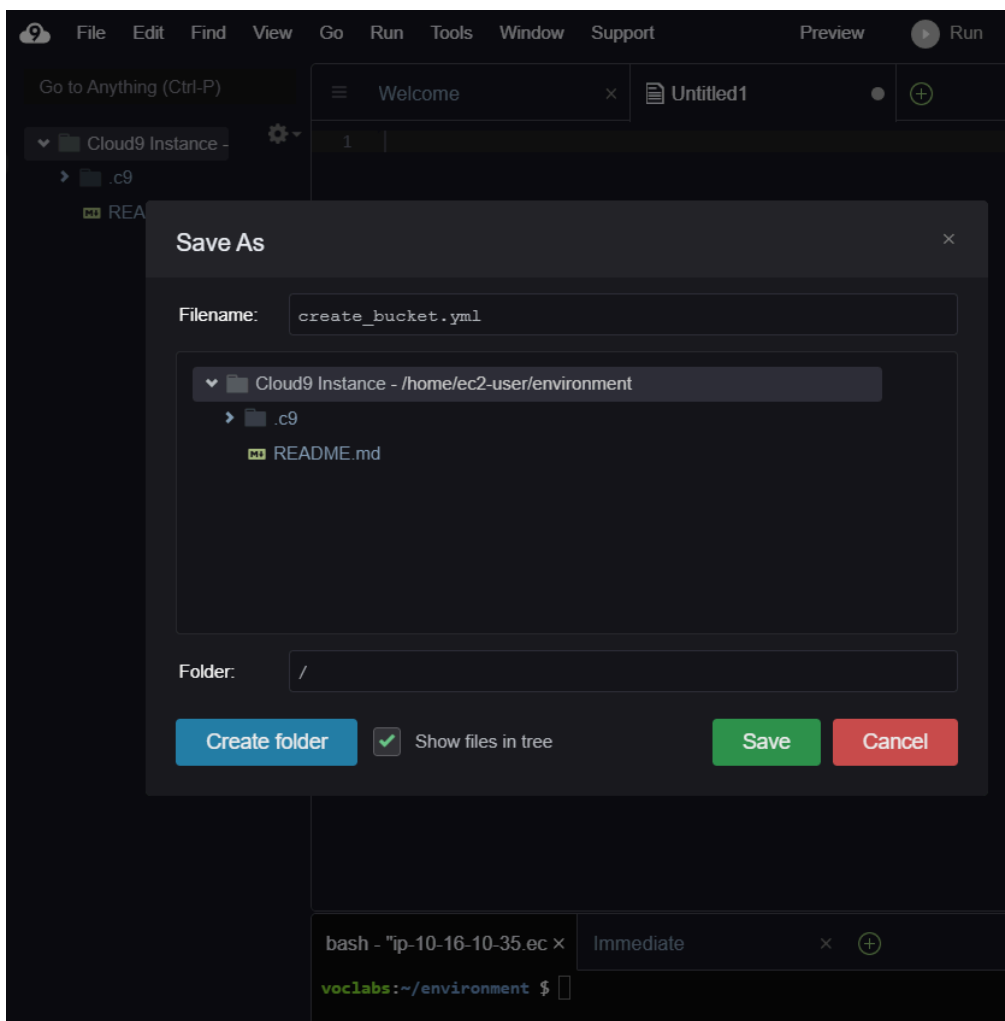 9 File Edit Find View Go Run Tools Window Support Preview Run
Go to Anything (Ctrl-P)
Welcome × Untitled1
Cloud9 Instance -
1
.c9
M↓ REA
Save As ×
Filename: create_bucket.yml
Cloud9 Instance - /home/ec2-user/environment
.c9
M↓ README.md
Folder: /
Create folder Show files in tree Save Cancel
bash - "ip-10-16-10-35.ec × Immediate ×
voclabs:~/environment $